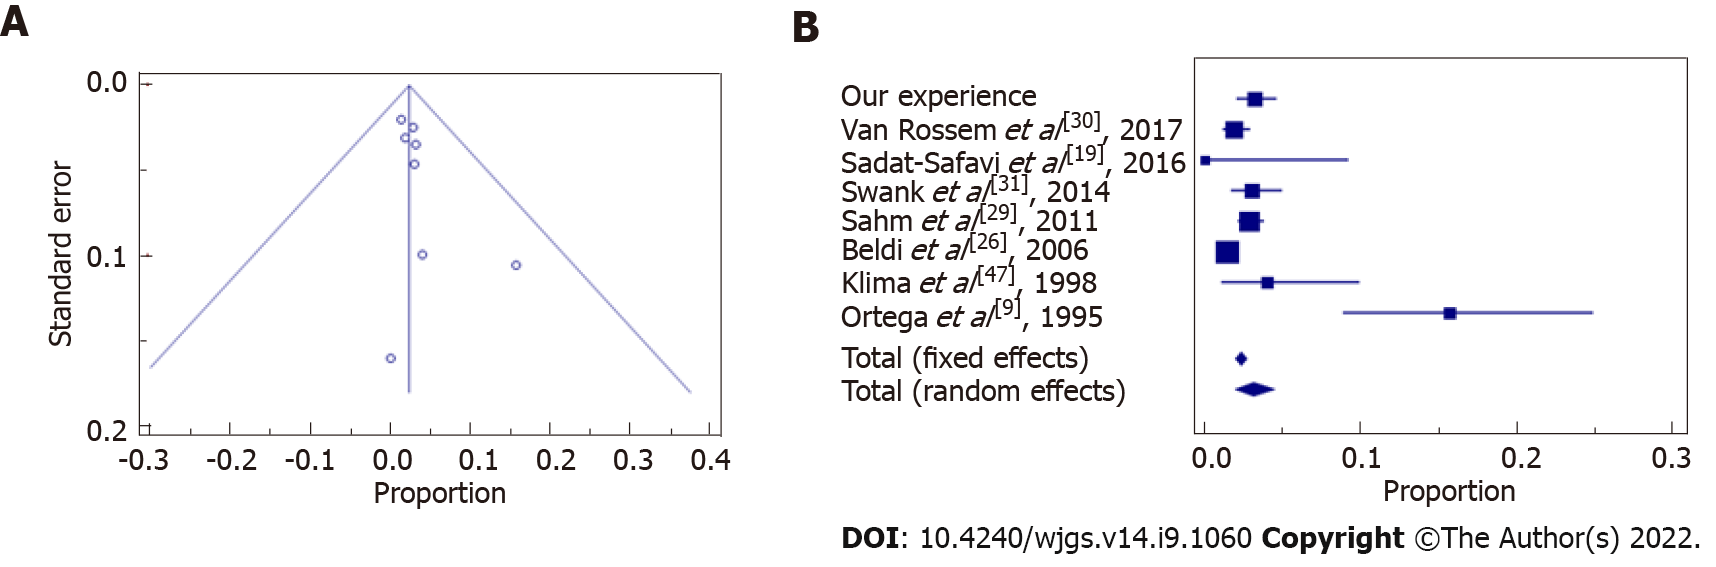 A
B
0.0
0.1
0.2
Standard error
-0.3 -0.2 -0.1 0.0 0.1 0.2 0.3 0.4
Proportion
Our experience
Van Rossem et al[30], 2017
Sadat-Safavi et al[19], 2016
Swank et al[31], 2014
Sahm et al[29], 2011
Beldi et al[26], 2006
Klima et al[47], 1998
Ortega et al[9], 1995
Total (fixed effects)
Total (random effects)
0.0 0.1 0.2 0.3
Proportion
DOI: 10.4240/wjgs.v14.i9.1060 Copyright ©The Author(s) 2022.